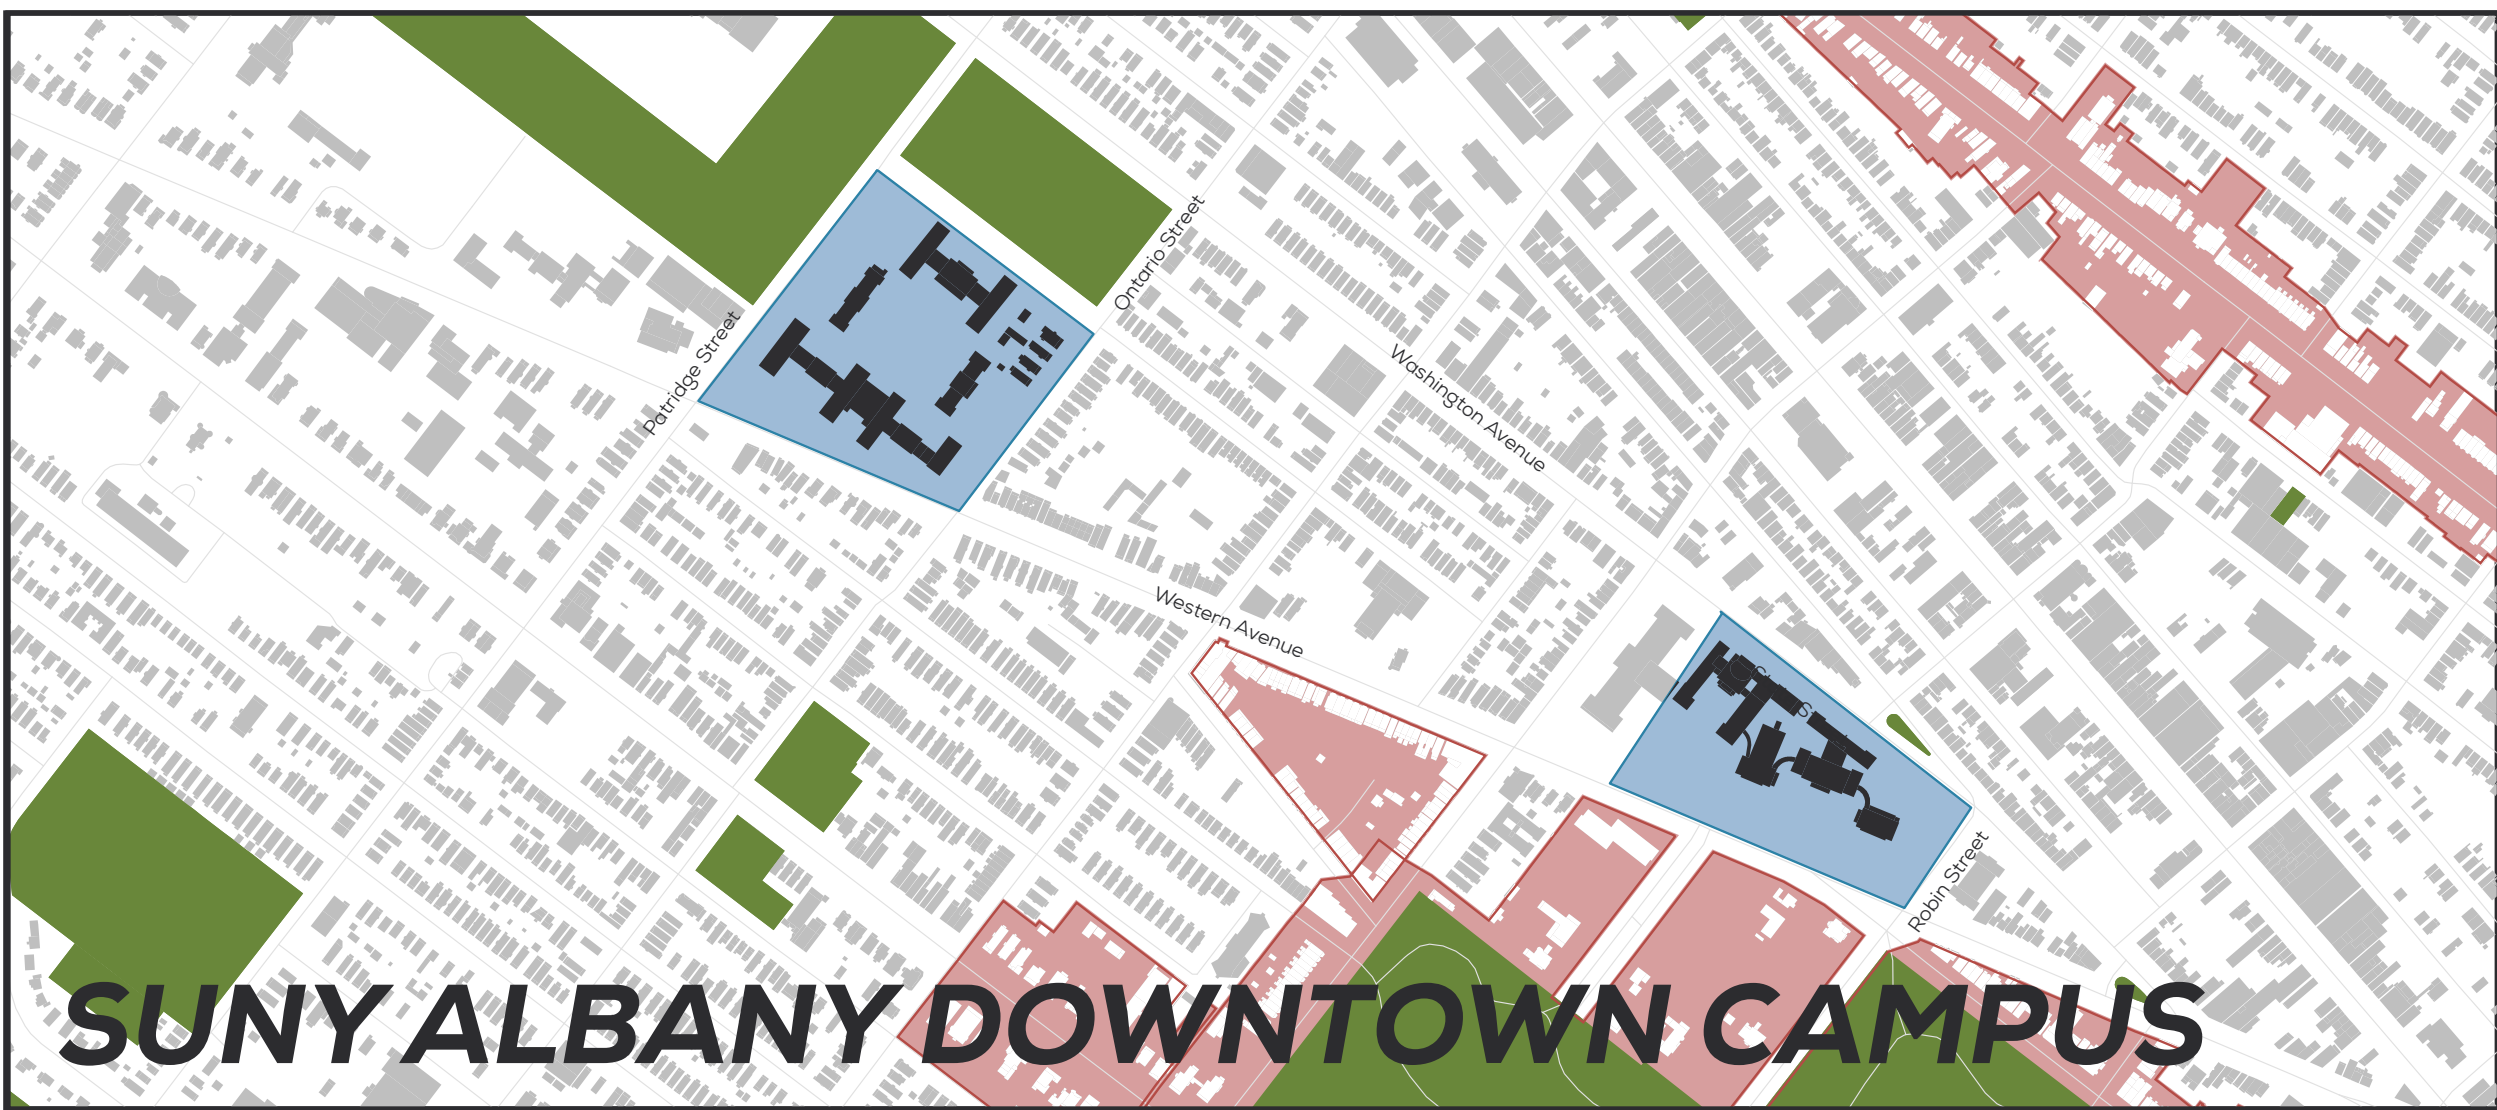 Ontario Street
Patridge Street
Washington Avenue
Western Avenue
Robin Street
SUNY ALBANY DOWNTOWN CAMPUS